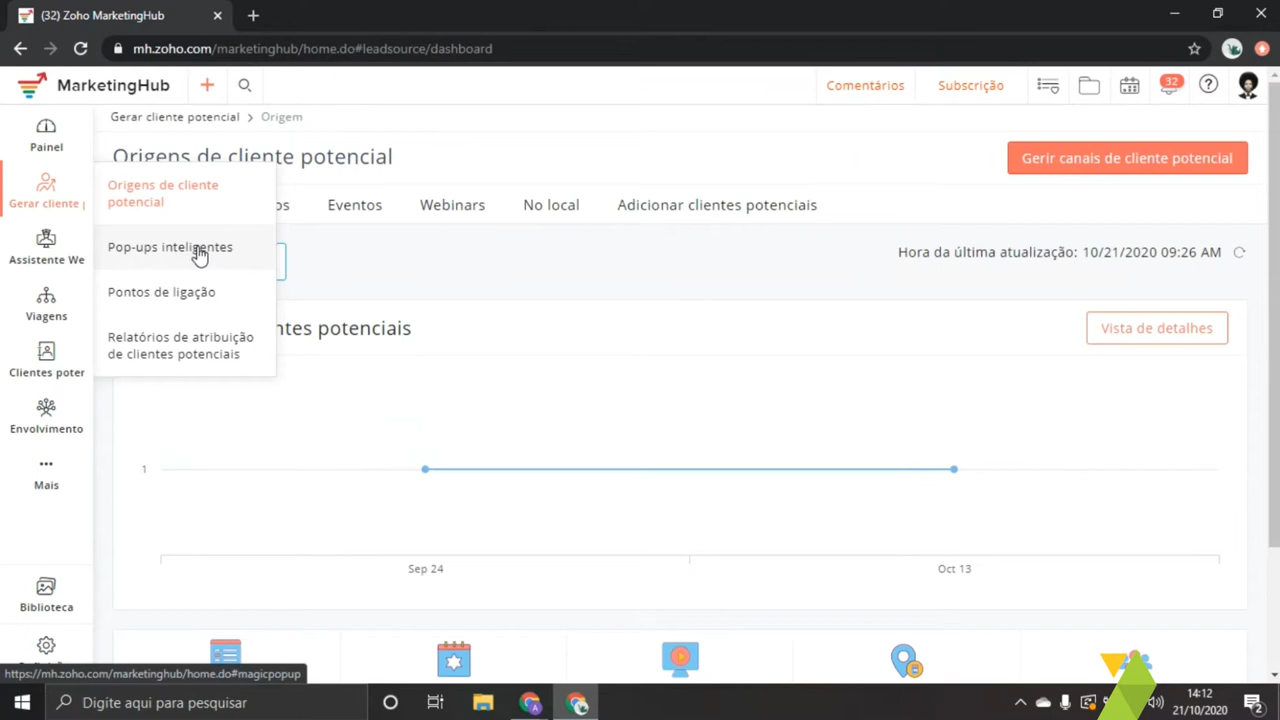 (32) Zoho MarketingHub
mh.zoho.com/marketinghub/home.do#leadsource/dashboard
MarketingHub
Comentários
Subscrição
32
Painel
Gerar cliente
Assistente We
Viagens
Clientes poter
Envolvimento
Mais
Biblioteca
Gerar cliente potencial > Origem
Origens de cliente potencial
Gerir canais de cliente potencial
Origens de cliente
potencial
Pop-ups inteligentes
Pontos de ligação
Relatórios de atribuição
de clientes potenciais
os
Eventos
Webinars
No local
Adicionar clientes potenciais
Hora da última atualização: 10/21/2020 09:26 AM
ntes potenciais
Vista de detalhes
1
Sep 24
Oct 13
https://mh.zoho.com/marketinghub/home.do#magicpopup
Digite aqui para pesquisar
14:12
21/10/2020
2